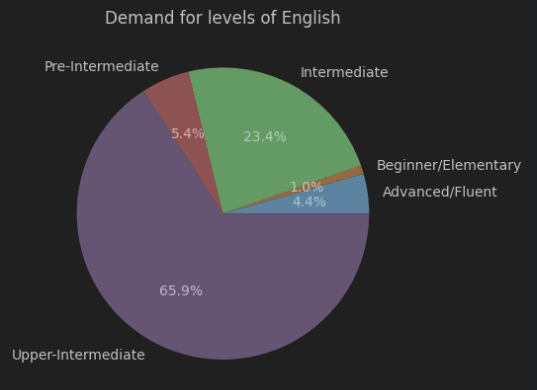 Demand for levels of English
Pre-Intermediate
Intermediate
5.4%
23.4%
Beginner/Elementary
1.0%
Advanced/Fluent
4.4%
65.9%
Upper-Intermediate